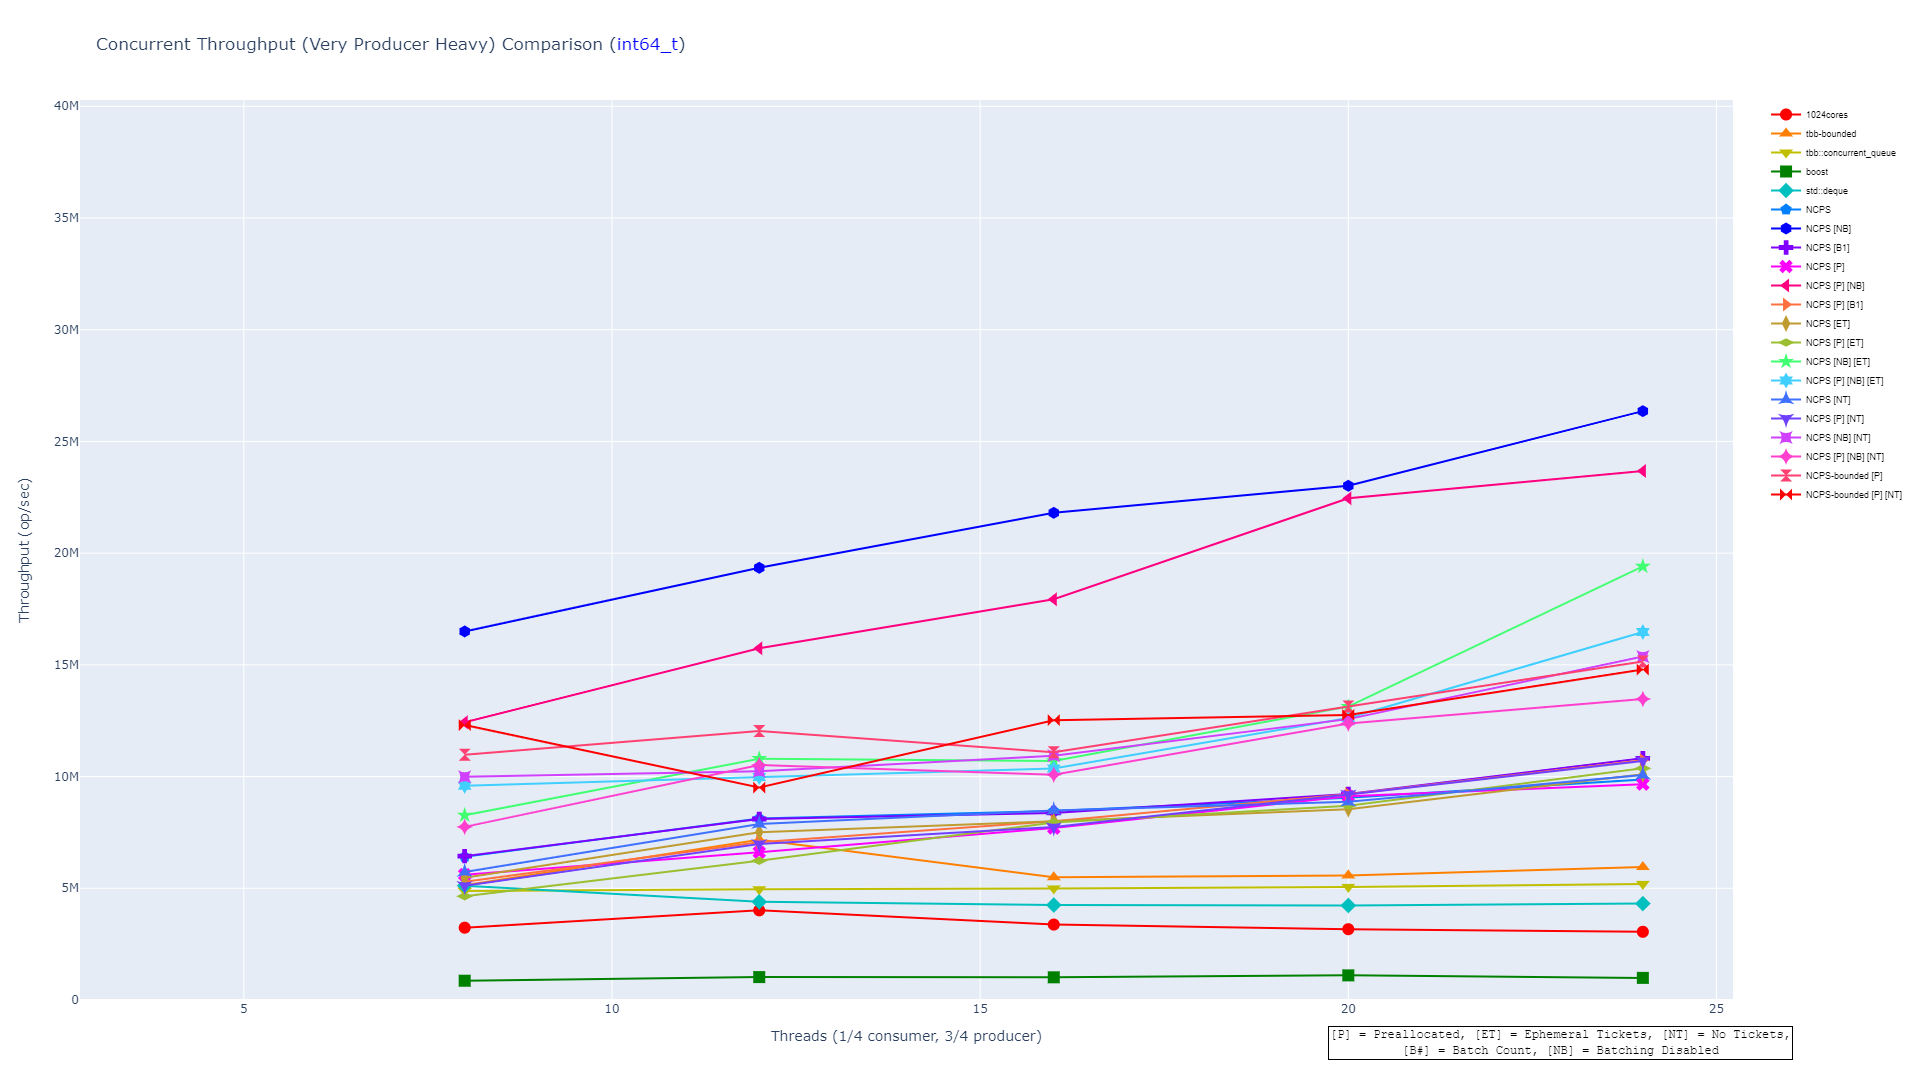 Concurrent Throughput (Very Producer Heavy) Comparison (int64_t)
40M
35M
30M
25M
20M
15M
10M
5M
0
Throughput (op/sec)
5
10
15
20
25
Threads (1/4 consumer, 3/4 producer)
1024cores
tbb-bounded
tbb::concurrent_queue
boost
std::deque
NCPS
NCPS [NB]
NCPS [B1]
NCPS [P]
NCPS [P] [NB]
NCPS [P] [B1]
NCPS [ET]
NCPS [P] [ET]
NCPS [NB] [ET]
NCPS [P] [NB] [ET]
NCPS [NT]
NCPS [P] [NT]
NCPS [NB] [NT]
NCPS [P] [NB] [NT]
NCPS-bounded [P]
NCPS-bounded [P] [NT]
[P] = Preallocated, [ET] = Ephemeral Tickets, [NT] = No Tickets,
[B#] = Batch Count, [NB] = Batching Disabled